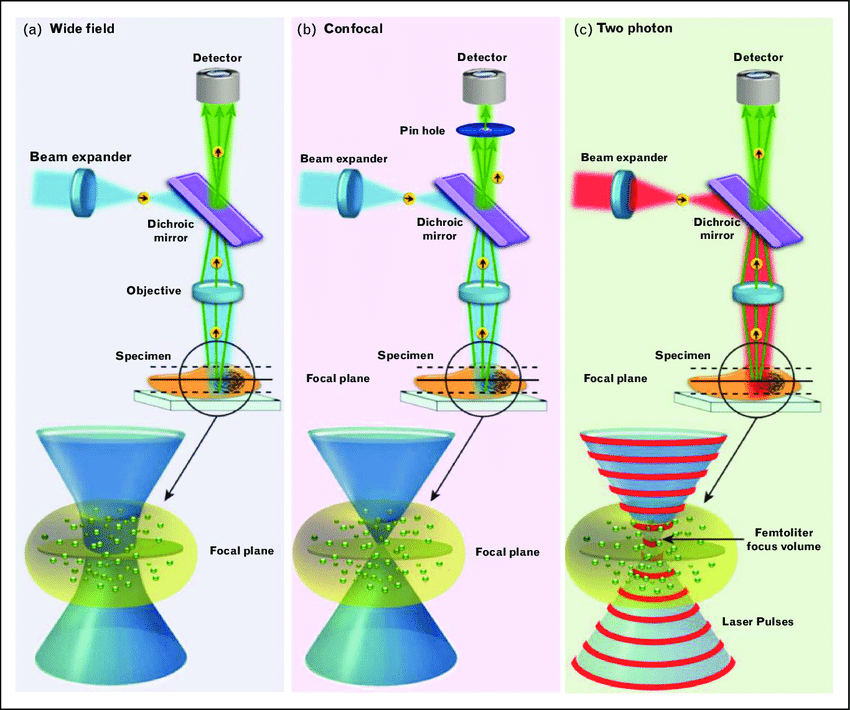 (a) Wide field
Detector
Beam expander
Dichroic
mirror
Objective
Specimen
Focal plane
(b) Confocal
Detector
Pin hole
Beam expander
Dichroic
mirror
Specimen
Focal plane
Focal plane
(c) Two photon
Detector
Beam expander
Dichroic
mirror
Focal plane
Specimen
Femtoliter
focus volume
Laser Pulses